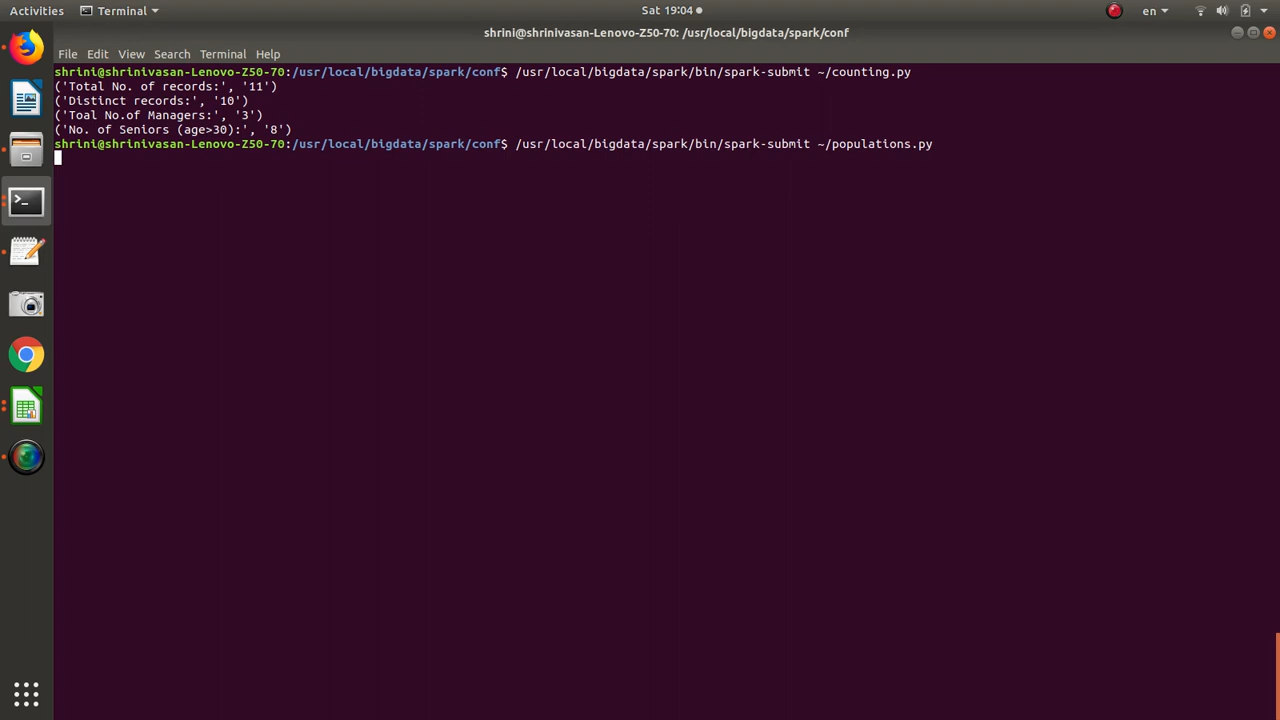 Activities Terminal Sat 19:04 en
shrini@shrinivasan-Lenovo-Z50-70: /usr/local/bigdata/spark/conf
File Edit View Search Terminal Help
shrini@shrinivasan-Lenovo-Z50-70:/usr/local/bigdata/spark/conf$ /usr/local/bigdata/spark/bin/spark-submit ~/counting.py
('Total No. of records:', '11')
('Distinct records:', '10')
('Toal No.of Managers:', '3')
('No. of Seniors (age>30):', '8')
shrini@shrinivasan-Lenovo-Z50-70:/usr/local/bigdata/spark/conf$ /usr/local/bigdata/spark/bin/spark-submit ~/populations.py